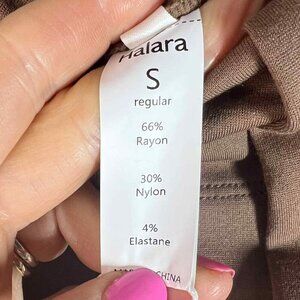 Halara
S
regular
66%
Rayon
30%
Nylon
4%
Elastane
CHINA